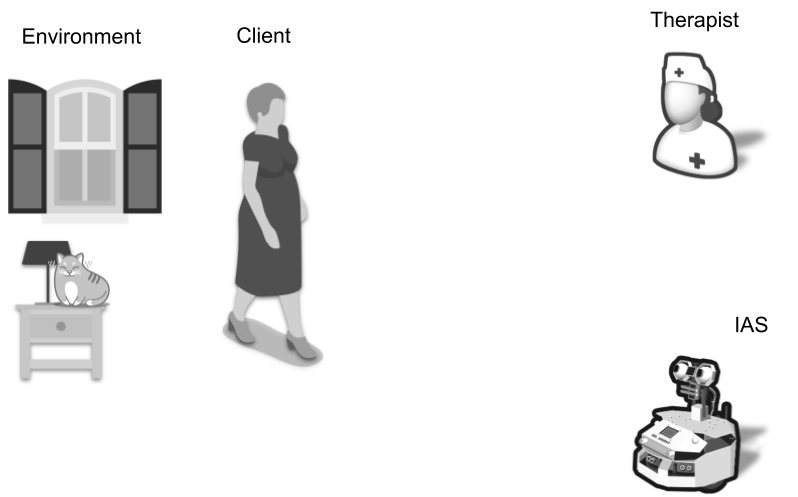 Therapist
Environment
Client
IAS